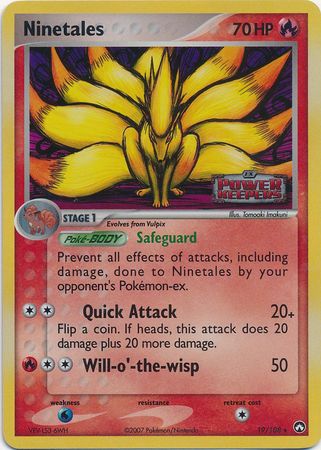 Ninetales 70 HP
EX
POWER
KEEPERS
Illus. Tomoaki Imakuni
STAGE 1
Evolves from Vulpix
Poké-BODY Safeguard
Prevent all effects of attacks, including
damage, done to Ninetales by your
opponent's Pokémon-ex.
Quick Attack 20+
Flip a coin. If heads, this attack does 20
damage plus 20 more damage.
Will-o'-the-wisp 50
weakness resistance retreat cost
©2007 Pokémon/Nintendo 19/108 ★